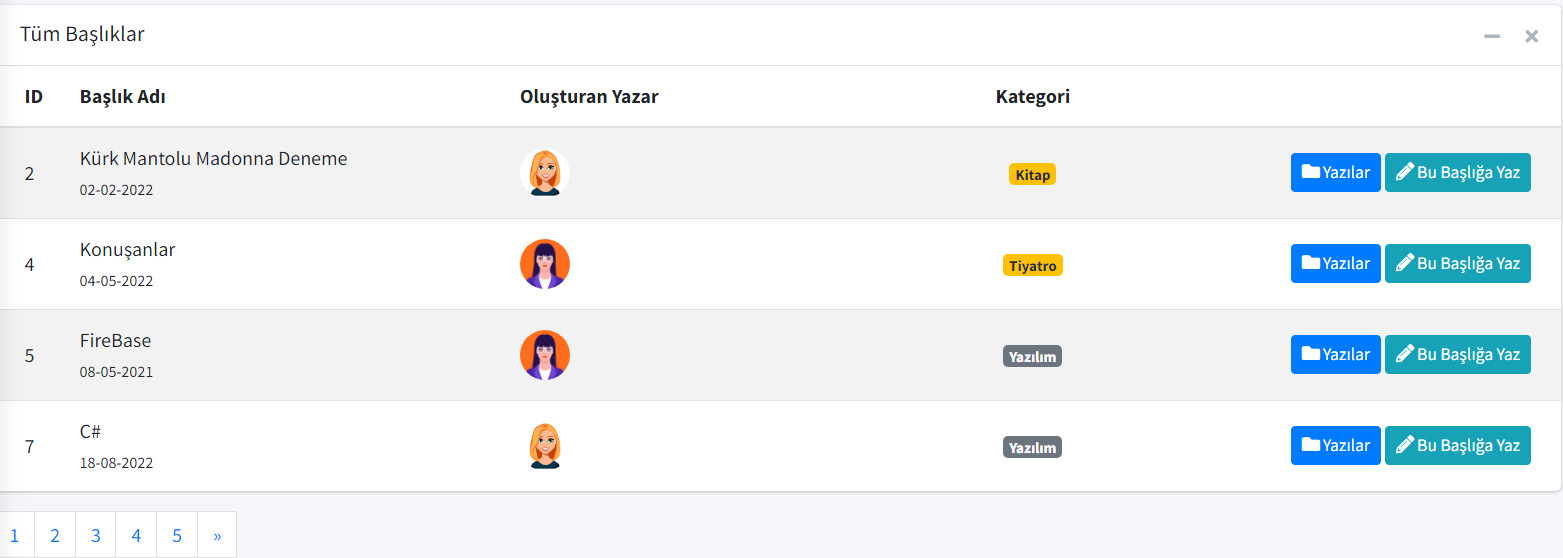 Tüm Başlıklar
ID Başlık Adı Oluşturan Yazar Kategori
2 Kürk Mantolu Madonna Deneme Kitap Yazılar Bu Başlığa Yaz
02-02-2022
4 Konuşanlar Tiyatro Yazılar Bu Başlığa Yaz
04-05-2022
5 FireBase Yazılım Yazılar Bu Başlığa Yaz
08-05-2021
7 C# Yazılım Yazılar Bu Başlığa Yaz
18-08-2022
1 2 3 4 5 »